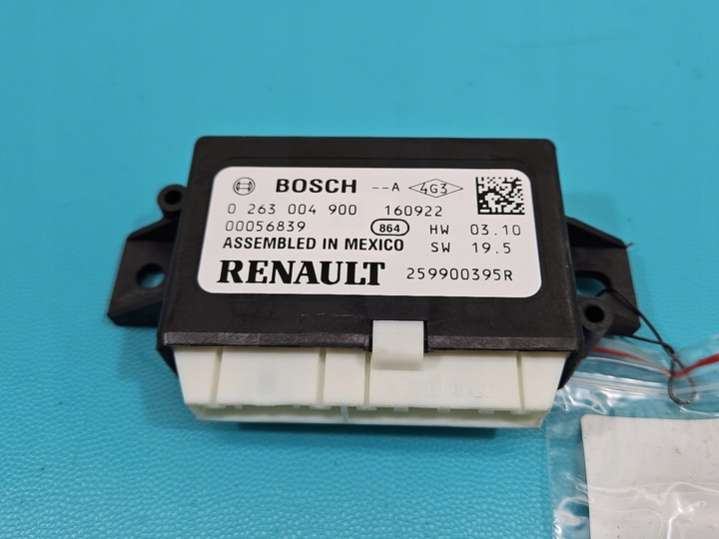 BOSCH --A 4G3
0 263 004 900 160922
00056839 864 HW 03.10
ASSEMBLED IN MEXICO SW 19.5
RENAULT 259900395R